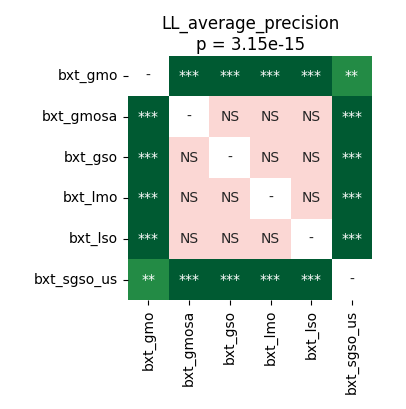 LL_average_precision
p = 3.15e-15
bxt_gmo - *** *** *** *** **
bxt_gmosa *** - NS NS NS ***
bxt_gso *** NS - NS NS ***
bxt_lmo *** NS NS - NS ***
bxt_lso *** NS NS NS - ***
bxt_sgso_us ** *** *** *** *** -
bxt_gmo
bxt_gmosa
bxt_gso
bxt_lmo
bxt_lso
bxt_sgso_us